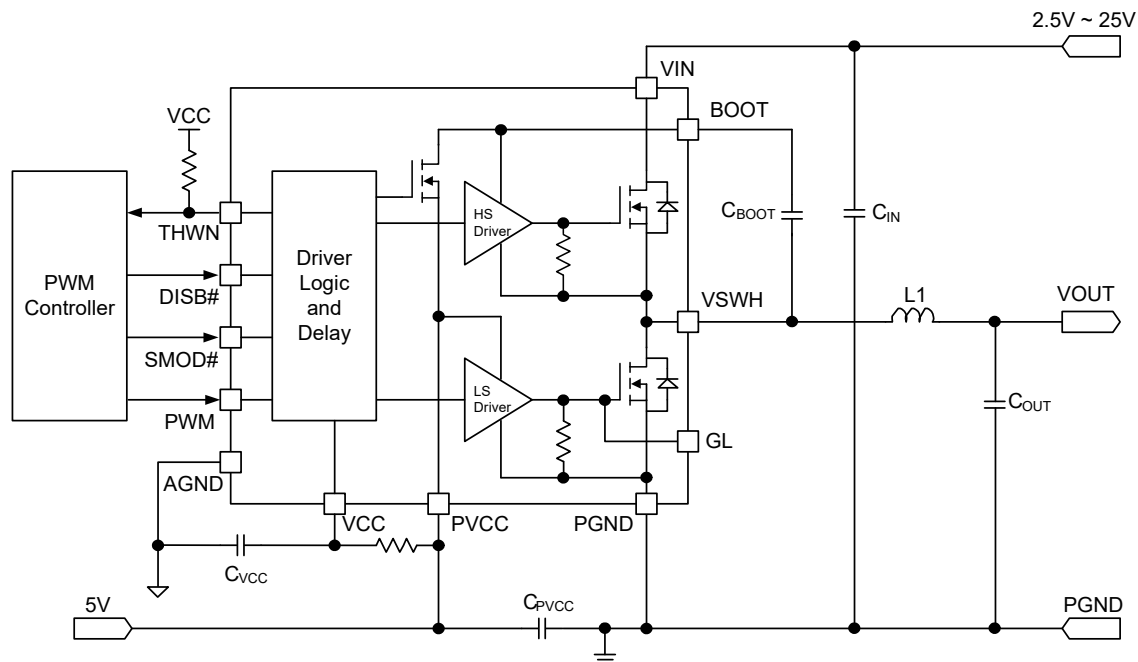 2.5V ~ 25V
VIN
BOOT
VCC
THWN
PWM
Controller
DISB#
SMOD#
PWM
AGND
Driver
Logic
and
Delay
HS
Driver
LS
Driver
CBOOT
CIN
VSWH
L1
VOUT
COUT
GL
VCC
PVCC
PGND
CVCC
5V
CPVCC
PGND